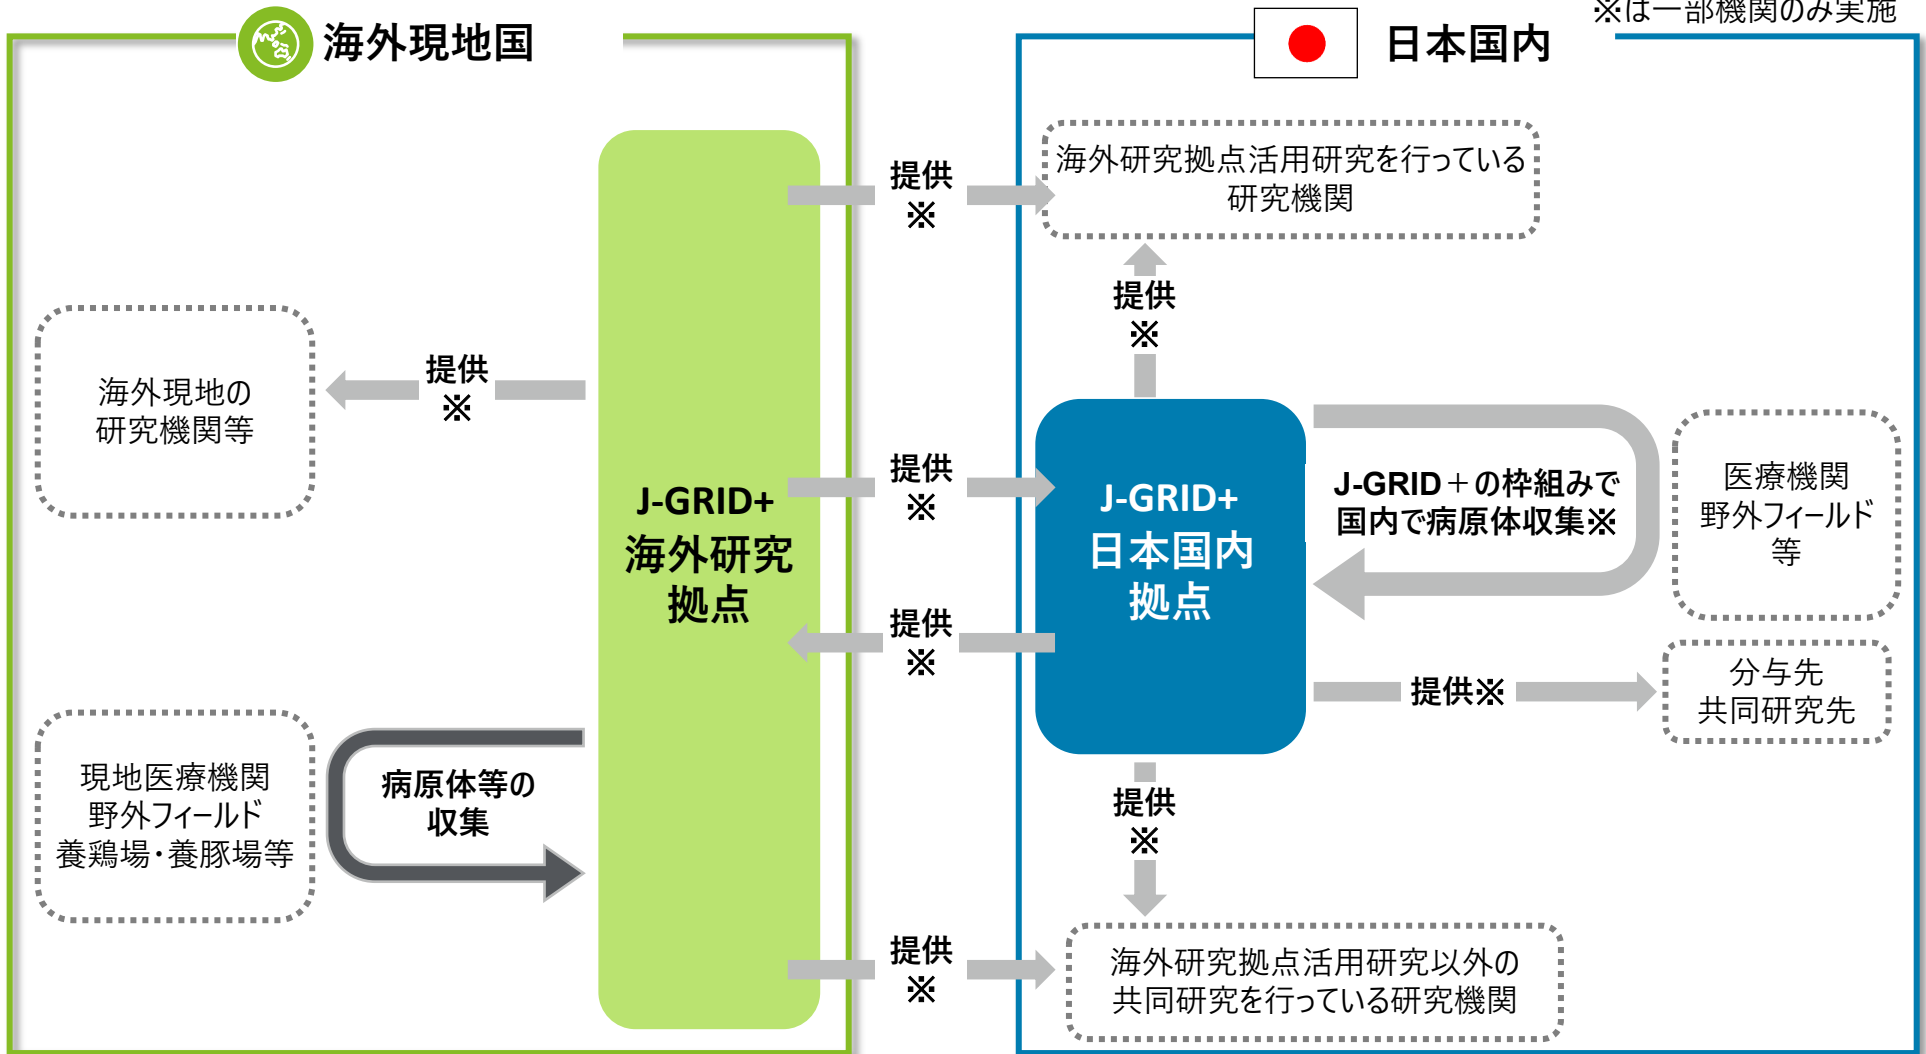 ※は一部機関のみ実施
海外現地国
日本国内
海外研究拠点活用研究を行っている
研究機関
提供
※
提供
※
海外現地の
研究機関等
提供
※
J-GRID+
海外研究
拠点
提供
※
提供
※
J-GRID+
日本国内
拠点
J-GRID＋の枠組みで
国内で病原体収集※
医療機関
野外フィールド
等
提供※
分与先
共同研究先
現地医療機関
野外フィールド
養鶏場・養豚場等
病原体等の
収集
提供
※
提供
※
海外研究拠点活用研究以外の
共同研究を行っている研究機関